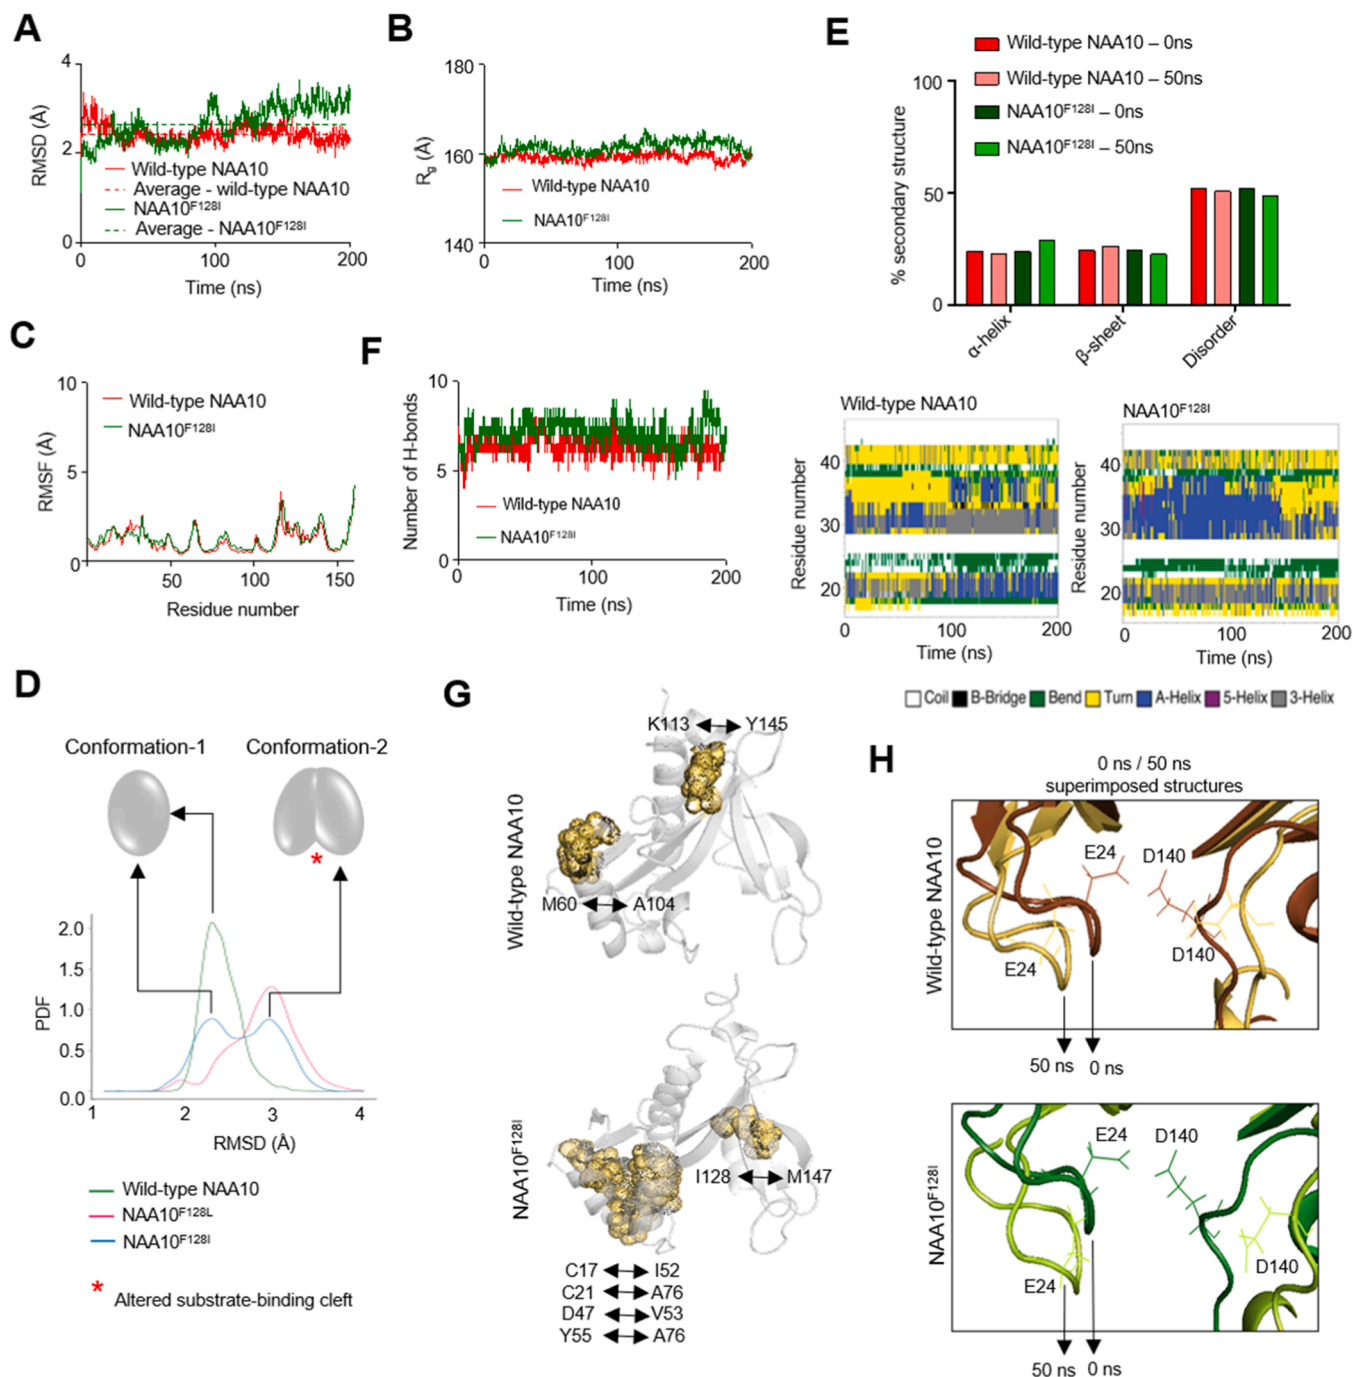 A
4
RMSD (Å)
2
0
0
100
200
Time (ns)
Wild-type NAA10
Average - wild-type NAA10
NAA10F128I
Average - NAA10F128I
B
180
Rg (Å)
160
140
0
100
200
Time (ns)
Wild-type NAA10
NAA10F128I
E
Wild-type NAA10 – 0ns
Wild-type NAA10 – 50ns
NAA10F128I – 0ns
NAA10F128I – 50ns
100
% secondary structure
50
0
α-helix
β-sheet
Disorder
C
10
RMSF (Å)
5
0
50
100
150
Residue number
Wild-type NAA10
NAA10F128I
F
10
Number of H-bonds
5
0
0
100
200
Time (ns)
Wild-type NAA10
NAA10F128I
Wild-type NAA10
40
Residue number
30
20
0
100
200
Time (ns)
NAA10F128I
40
Residue number
30
20
0
100
200
Time (ns)
Coil B-Bridge Bend Turn A-Helix 5-Helix 3-Helix
D
Conformation-1
Conformation-2
*
2.0
1.5
PDF
1.0
0.5
0.0
1
2
3
4
RMSD (Å)
Wild-type NAA10
NAA10F128L
NAA10F128I
* Altered substrate-binding cleft
G
Wild-type NAA10
K113 Y145
M60 A104
NAA10F128I
I128 M147
C17 I52
C21 A76
D47 V53
Y55 A76
H
0 ns / 50 ns
superimposed structures
Wild-type NAA10
E24
D140
E24
D140
50 ns 0 ns
NAA10F128I
E24
D140
E24
D140
50 ns 0 ns